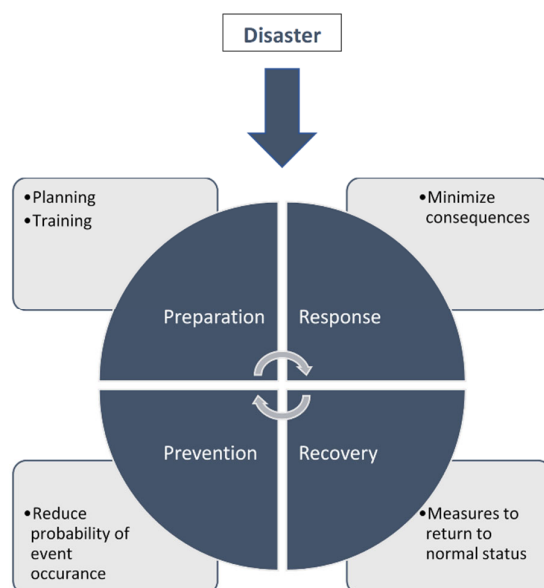 Disaster
•Planning
•Training
•Minimize
consequences
Preparation
Response
Prevention
Recovery
•Reduce
probability of
event
occurance
•Measures to
return to
normal status